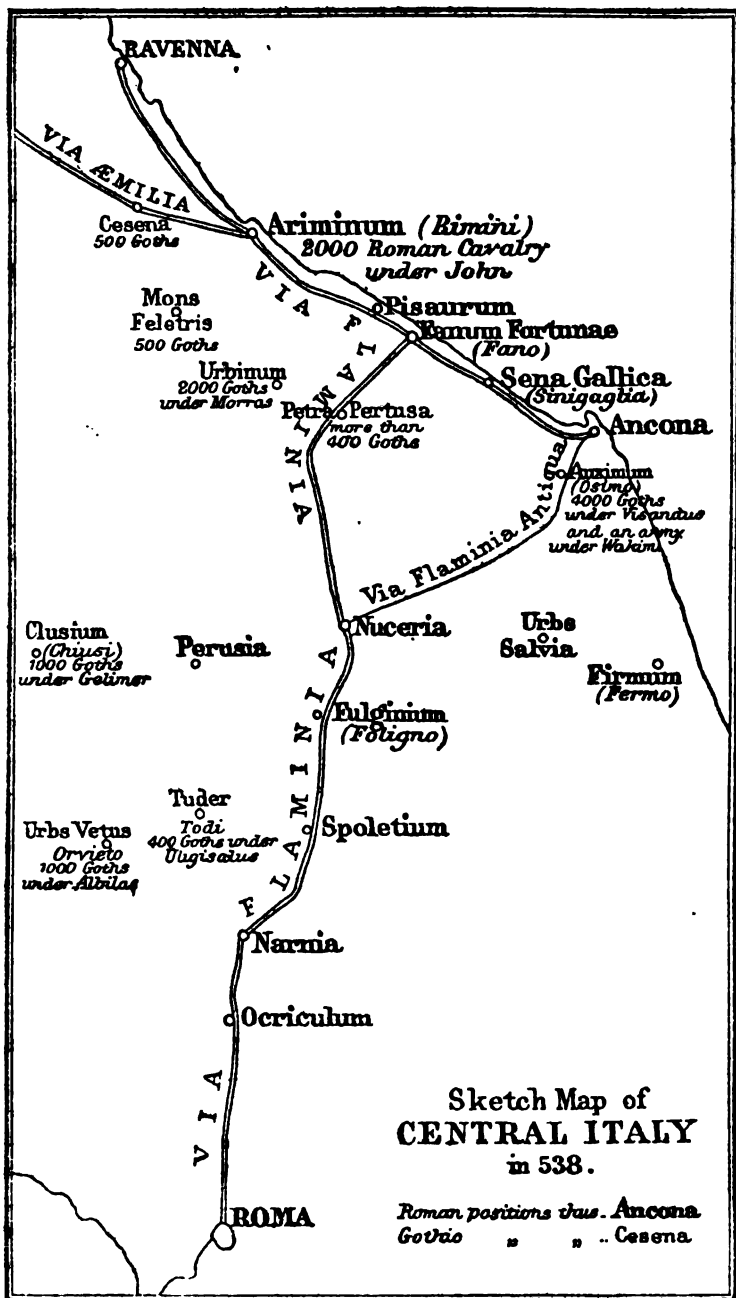 RAVENNA
VIA ÆMILIA
Cesena
500 Goths
Ariminum (Rimini)
2000 Roman Cavalry
under John
VIA FLAMINIA
Mons
Feletris
500 Goths
Pisaurum
Fanum Fortunae
(Fano)
Urbinum
2000 Goths
under Morras
Sena Gallica
(Sinigaglia)
Petra Pertusa
more than
400 Goths
Ancona
Auximum
(Osimo)
4000 Goths
under Visandus
and an army
under Wakim
Via Flaminia Antiqua
Nuceria
Urbs
Salvia
Clusium
(Chiusi)
1000 Goths
under Gelimer
Perusia
Firmum
(Fermo)
Fulginium
(Foligno)
VIA FLAMINIA
Tuder
Todi
400 Goths under
Uligisalus
Urbs Vetus
Orvieto
1000 Goths
under Albilas
Spoletium
Narnia
Ocriculum
ROMA
Sketch Map of
CENTRAL ITALY
in 538.
Roman positions thus. Ancona
Gothic „ „ .. Cesena